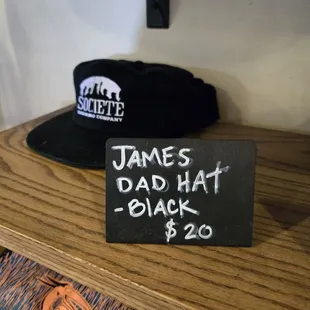 SOCIETE
BREWING COMPANY
JAMES
DAD HAT
- BlACK
$20